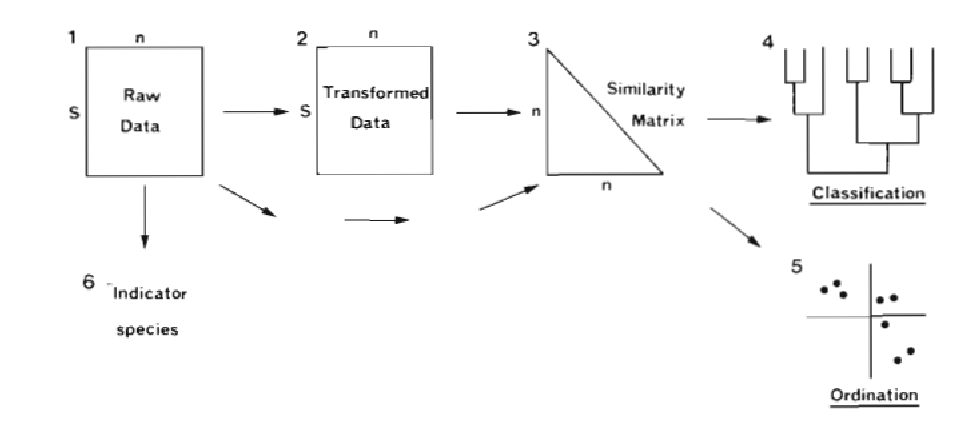 1
n
S
Raw
Data
2
n
S
Transformed
Data
3
n
n
Similarity
Matrix
4
Classification
5
Ordination
6
Indicator
species